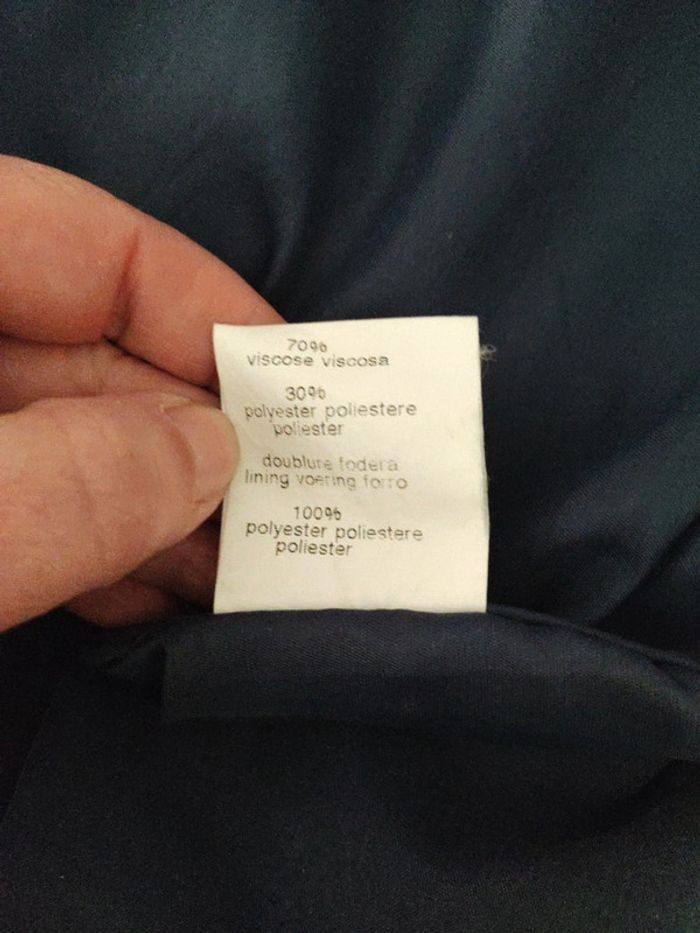 70%
viscose viscosa
30%
polyester poliestere
poliester
doublure fodera
lining voering forro
100%
polyester poliestere
poliester